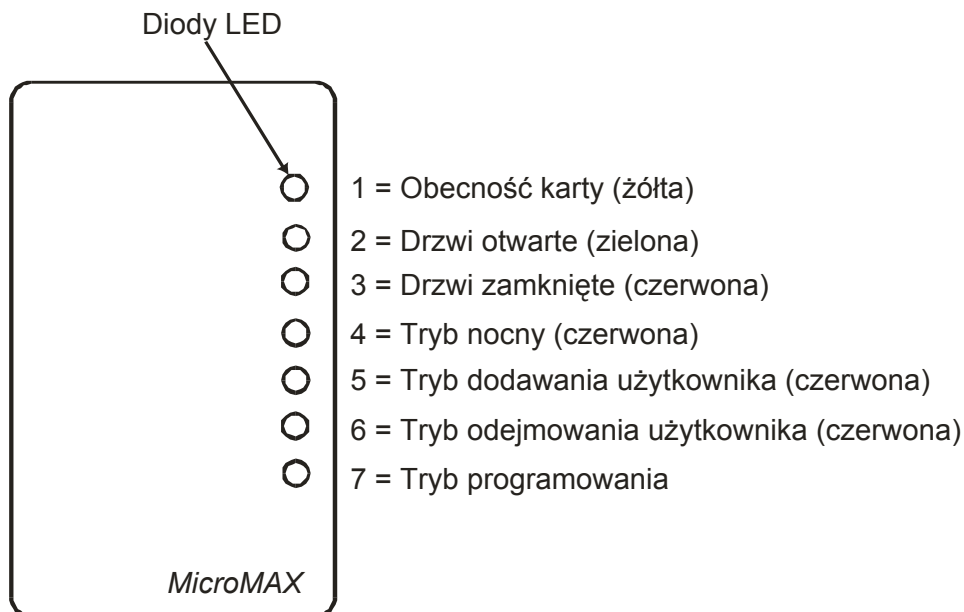 Diody LED
1 = Obecność karty (żółta)
2 = Drzwi otwarte (zielona)
3 = Drzwi zamknięte (czerwona)
4 = Tryb nocny (czerwona)
5 = Tryb dodawania użytkownika (czerwona)
6 = Tryb odejmowania użytkownika (czerwona)
7 = Tryb programowania
MicroMAX